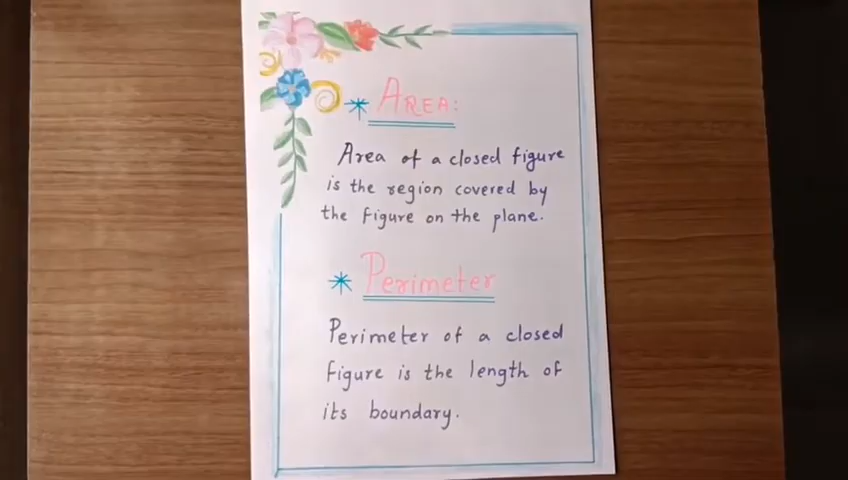 AREA:
Area of a closed figure
is the region covered by
the figure on the plane.
Perimeter
Perimeter of a closed
figure is the length of
its boundary.